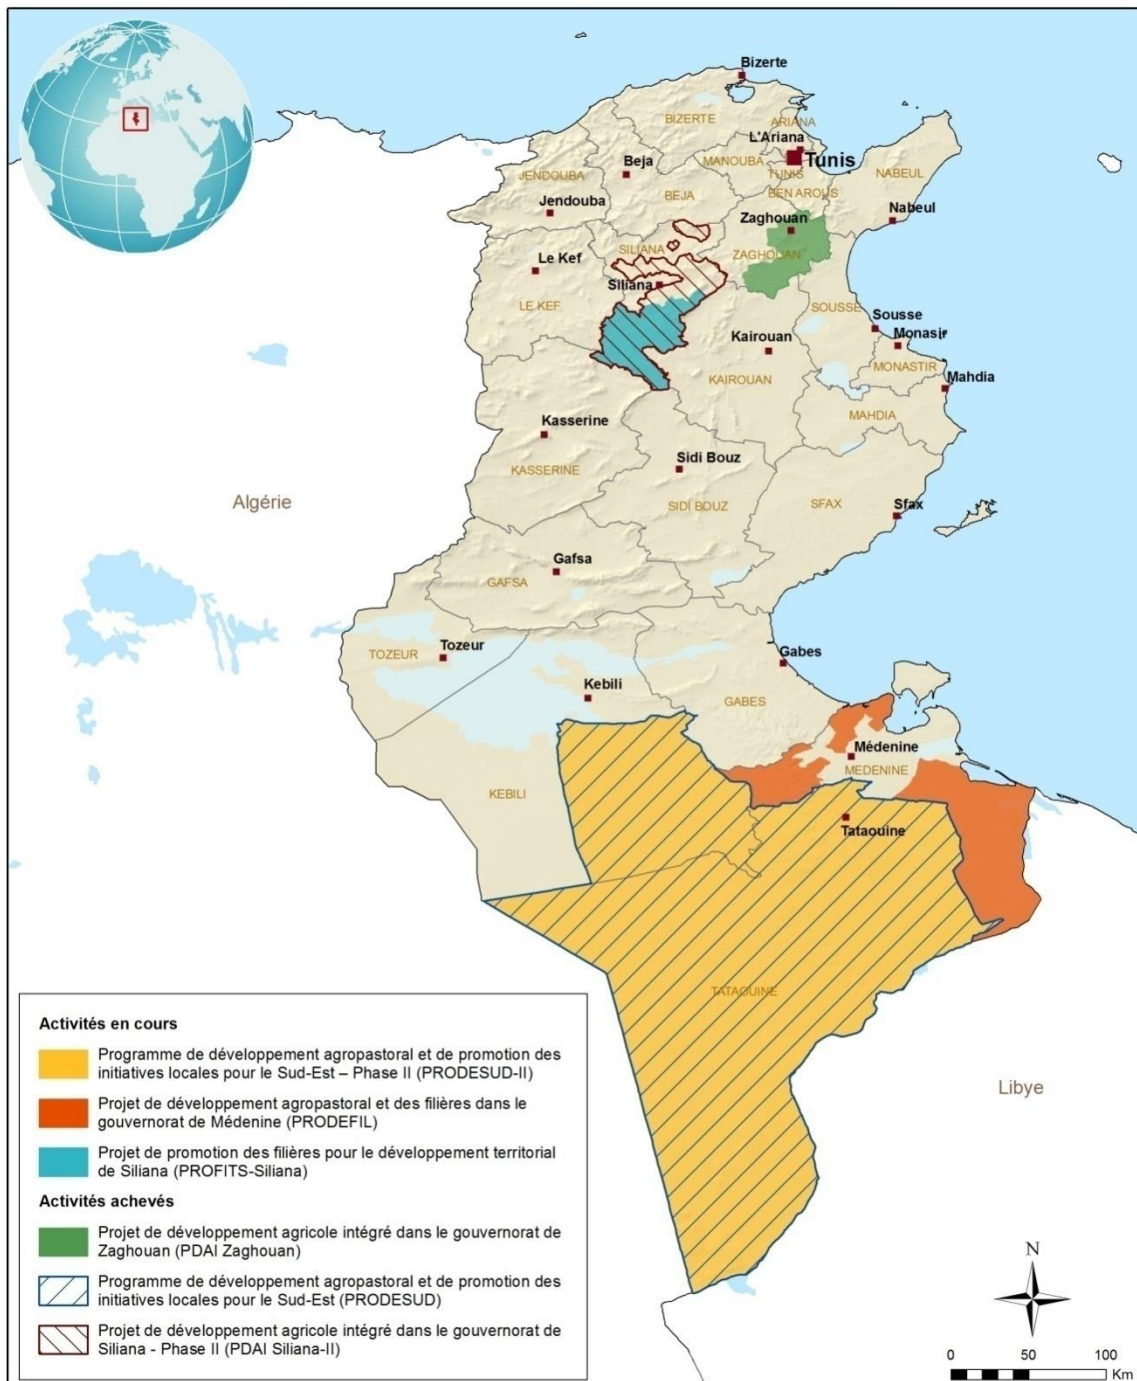 Bizerte
BIZERTE
ARIANA
L'Ariana
Tunis
MANOUBA
TUNIS
Beja
JENDOUBA
BEJA
BEN AROUS
NABEUL
Jendouba
Zaghouan
Nabeul
SILIANA
ZAGHOUAN
Le Kef
Siliana
LE KEF
SOUSSE
Sousse
Monasir
Kairouan
MONASTIR
KAIROUAN
Mahdia
MAHDIA
Kasserine
KASSERINE
Sidi Bouz
SIDI BOUZ
SFAX
Sfax
Algérie
Gafsa
GAFSA
Tozeur
TOZEUR
Gabes
Kebili
GABES
Médenine
MEDENINE
KEBILI
Tataouine
TATAOUINE
Libye
Activités en cours
Programme de développement agropastoral et de promotion des
initiatives locales pour le Sud-Est – Phase II (PRODESUD-II)
Projet de développement agropastoral et des filières dans le
gouvernorat de Médenine (PRODEFIL)
Projet de promotion des filières pour le développement territorial
de Siliana (PROFITS-Siliana)
Activités achevés
Projet de développement agricole intégré dans le gouvernorat de
Zaghouan (PDAI Zaghouan)
Programme de développement agropastoral et de promotion des
initiatives locales pour le Sud-Est (PRODESUD)
Projet de développement agricole intégré dans le gouvernorat de
Siliana - Phase II (PDAI Siliana-II)
N
0 50 100
Km